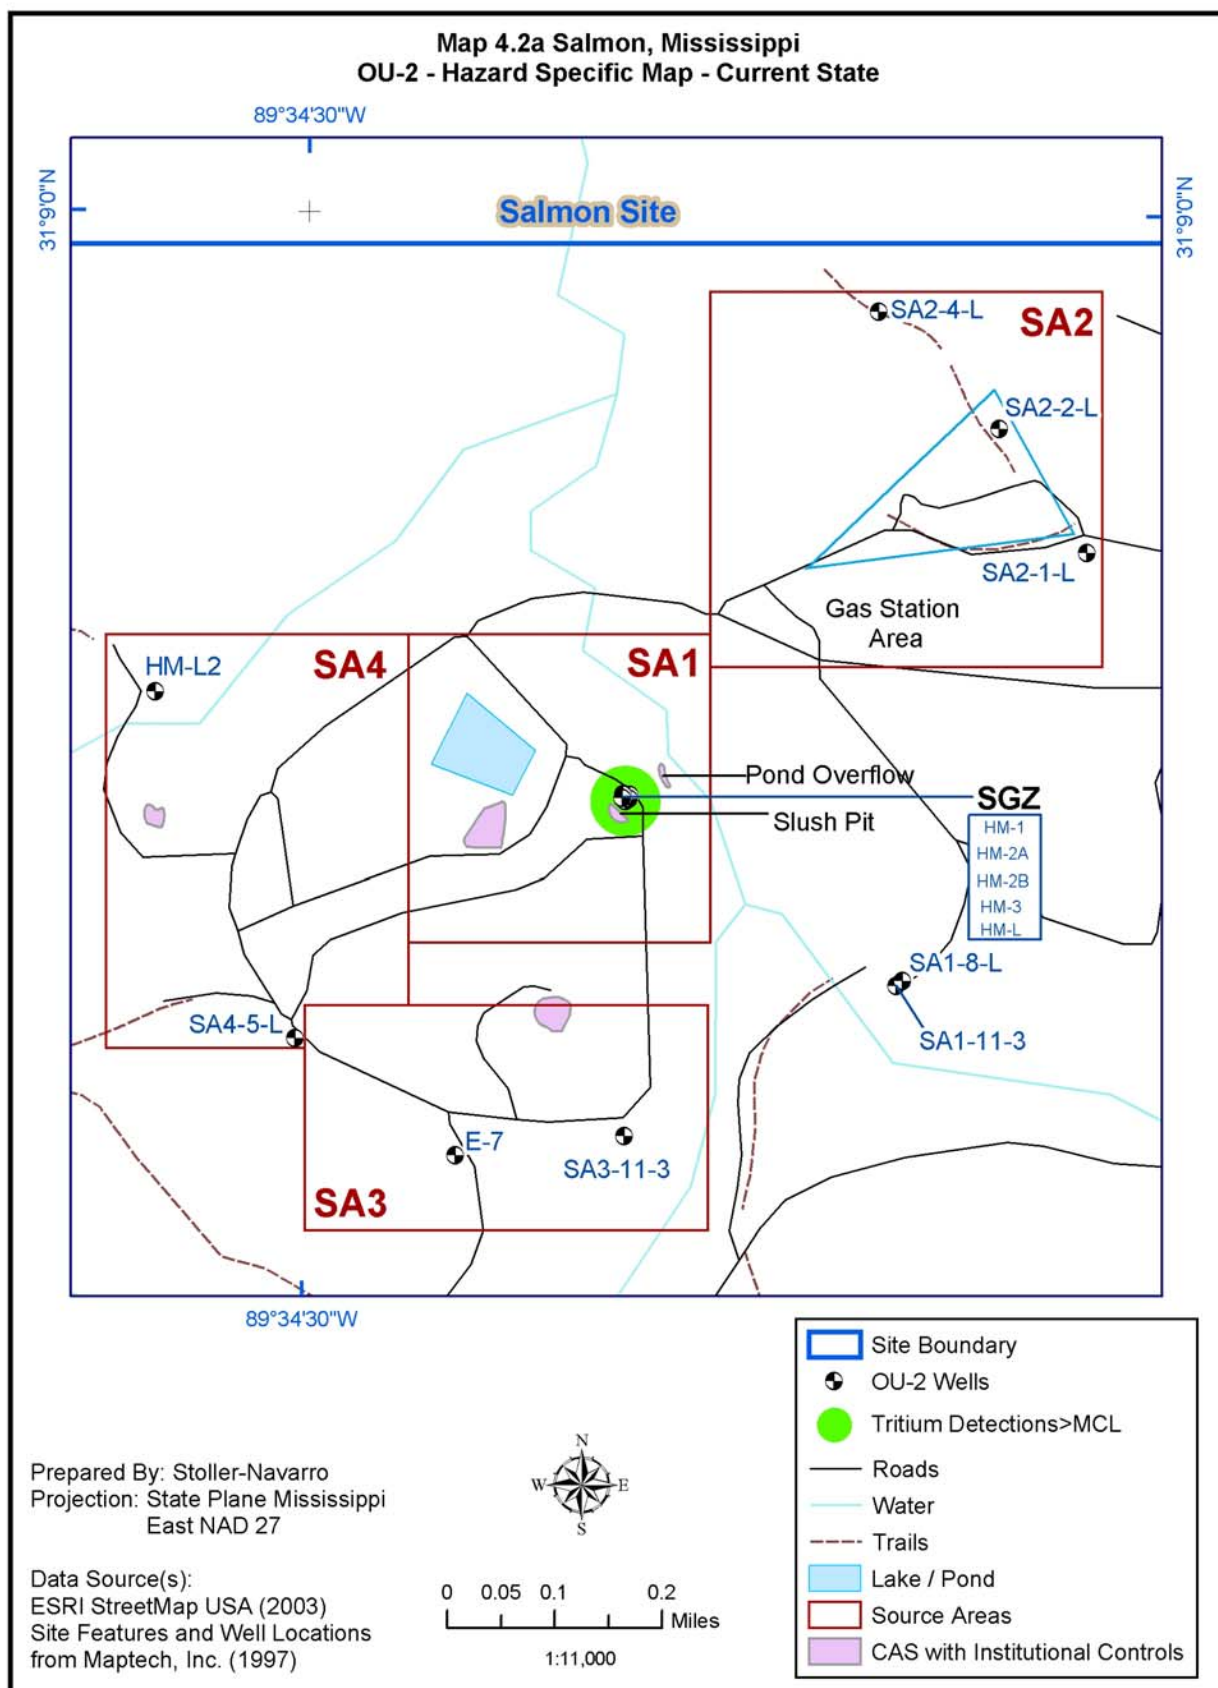 Map 4.2a Salmon, Mississippi
OU-2 - Hazard Specific Map - Current State
89°34'30"W
31°9'0"N
31°9'0"N
Salmon Site
SA2-4-L
SA2
SA2-2-L
SA2-1-L
Gas Station
Area
HM-L2
SA4
SA1
Pond Overflow
SGZ
Slush Pit
HM-1
HM-2A
HM-2B
HM-3
HM-L
SA1-8-L
SA4-5-L
SA1-11-3
E-7
SA3-11-3
SA3
89°34'30"W
Site Boundary
OU-2 Wells
Tritium Detections>MCL
Roads
Water
Trails
Lake / Pond
Source Areas
CAS with Institutional Controls
Prepared By: Stoller-Navarro
Projection: State Plane Mississippi
East NAD 27
N
W
E
S
Data Source(s):
ESRI StreetMap USA (2003)
Site Features and Well Locations
from Maptech, Inc. (1997)
0 0.05 0.1 0.2
Miles
1:11,000